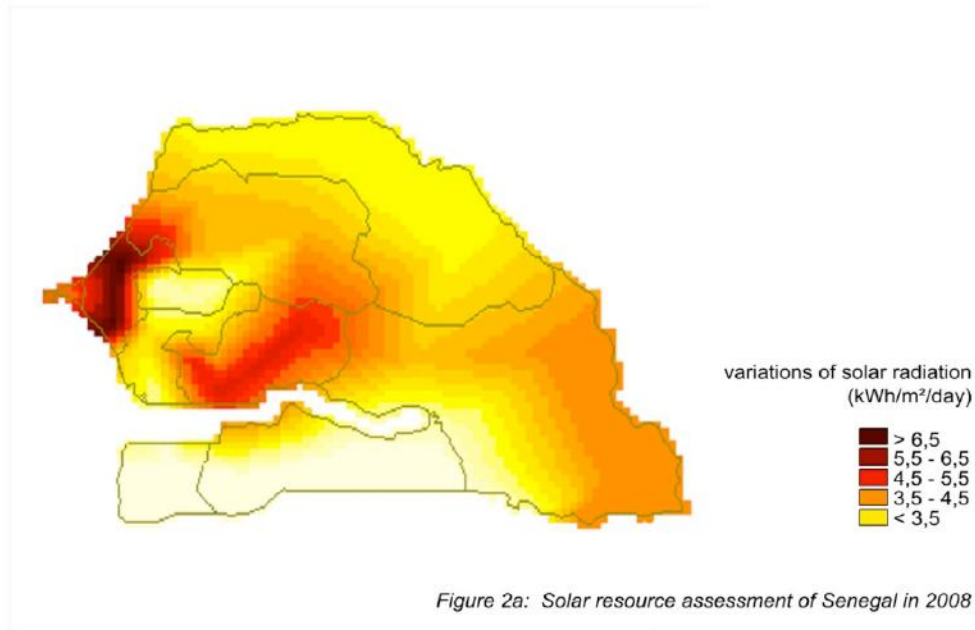 variations of solar radiation
(kWh/m²/day)
> 6,5
5,5 - 6,5
4,5 - 5,5
3,5 - 4,5
< 3,5
Figure 2a: Solar resource assessment of Senegal in 2008